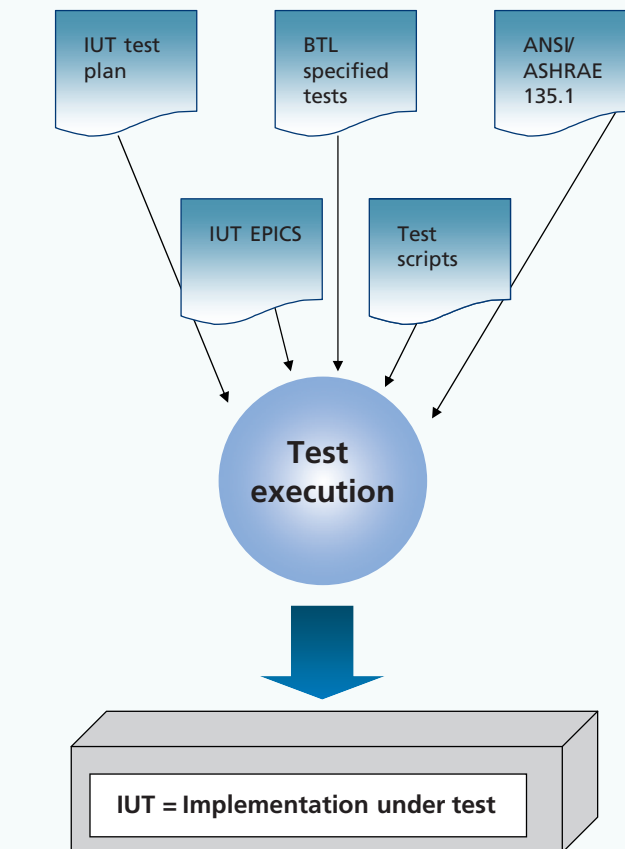 IUT test
plan
BTL
specified
tests
ANSI/
ASHRAE
135.1
IUT EPICS
Test
scripts
Test
execution
IUT = Implementation under test